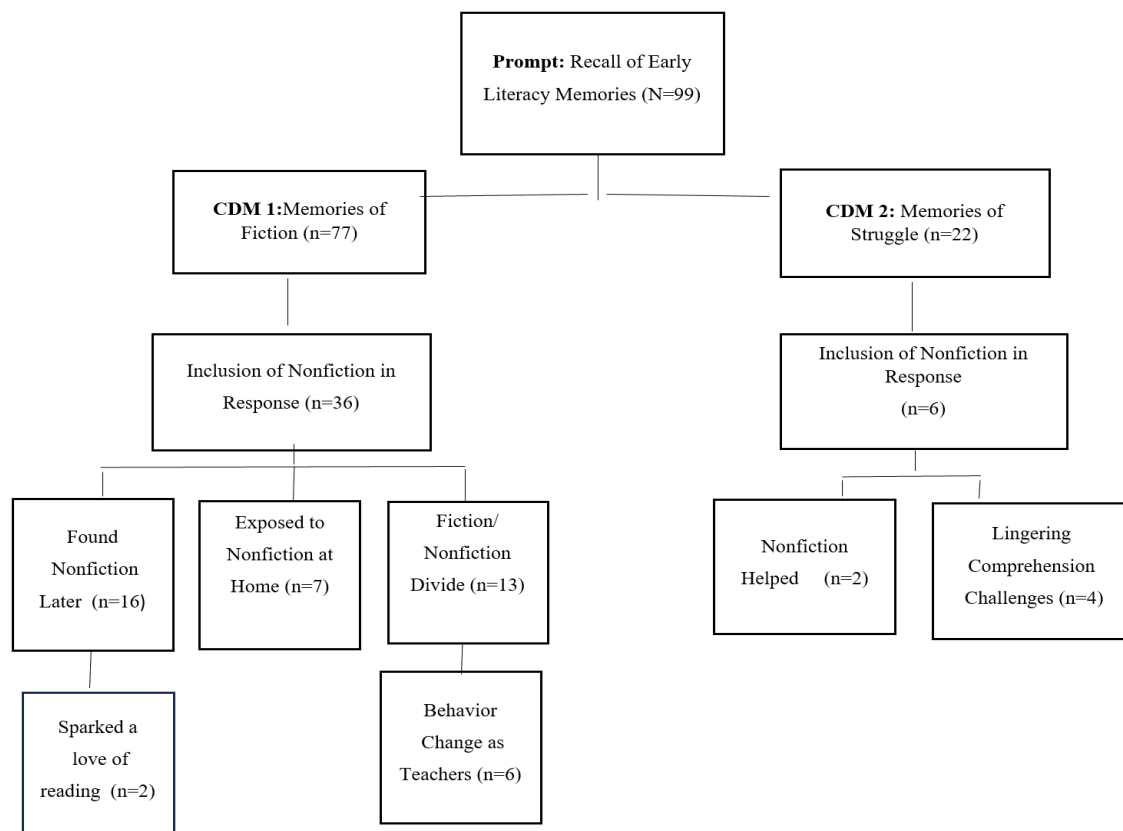 Prompt: Recall of Early
Literacy Memories (N=99)
CDM 1:Memories of
Fiction (n=77)
CDM 2: Memories of
Struggle (n=22)
Inclusion of Nonfiction in
Response (n=36)
Inclusion of Nonfiction in
Response
(n=6)
Found
Nonfiction
Later (n=16)
Exposed to
Nonfiction at
Home (n=7)
Fiction/
Nonfiction
Divide (n=13)
Nonfiction
Helped (n=2)
Lingering
Comprehension
Challenges (n=4)
Sparked a
love of
reading (n=2)
Behavior
Change as
Teachers (n=6)